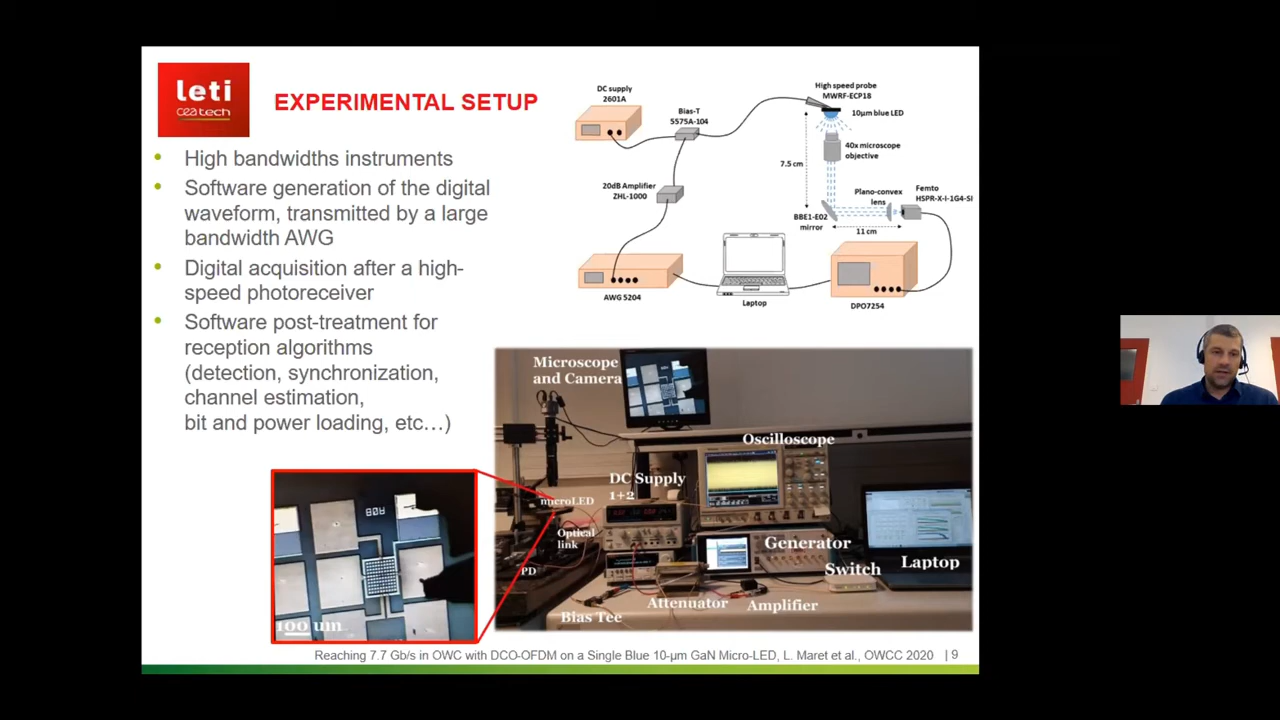 leti
ceatech
EXPERIMENTAL SETUP
• High bandwidths instruments
• Software generation of the digital
waveform, transmitted by a large
bandwidth AWG
• Digital acquisition after a high-
speed photoreceiver
• Software post-treatment for
reception algorithms
(detection, synchronization,
channel estimation,
bit and power loading, etc…)
DC supply
2601A
Bias-T
5575A-104
High speed probe
MWRF-ECP18
10µm blue LED
40x microscope
objective
7.5 cm
20dB Amplifier
ZHL-1000
Plano-convex
lens
Femto
HSPR-X-I-1G4-SI
BBE1-E02
mirror
11 cm
AWG 5204
Laptop
DPO7254
Microscope
and Camera
Oscilloscope
DC Supply
1+2
microLED
Optical
link
PD
Generator
Switch
Laptop
Attenuator
Amplifier
Bias Tee
100 um
Reaching 7.7 Gb/s in OWC with DCO-OFDM on a Single Blue 10-µm GaN Micro-LED, L. Maret et al., OWCC 2020 | 9